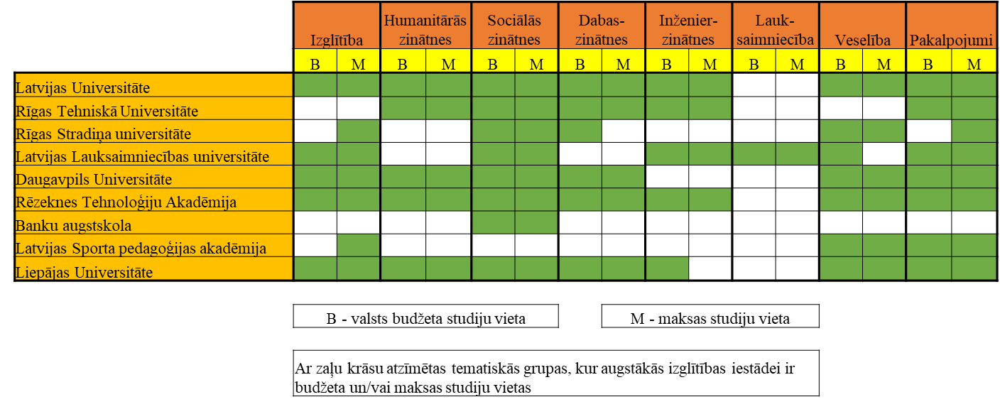 Izglītība
Humanitārās
zinātnes
Sociālās
zinātnes
Dabas-
zinātnes
Inženier-
zinātnes
Lauk-
saimniecība
Veselība
Pakalpojumi
B M B M B M B M B M B M B M B M
Latvijas Universitāte
Rīgas Tehniskā Universitāte
Rīgas Stradiņa universitāte
Latvijas Lauksaimniecības universitāte
Daugavpils Universitāte
Rēzeknes Tehnoloģiju Akadēmija
Banku augstskola
Latvijas Sporta pedagoģijas akadēmija
Liepājas Universitāte
B - valsts budžeta studiju vieta
M - maksas studiju vieta
Ar zaļu krāsu atzīmētas tematiskās grupas, kur augstākās izglītības iestādei ir
budžeta un/vai maksas studiju vietas